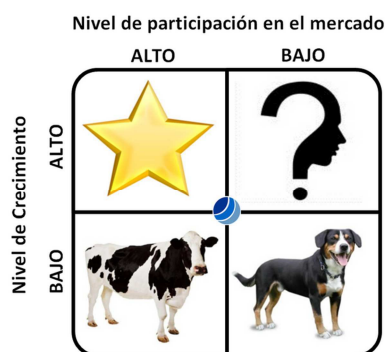 Nivel de participación en el mercado
ALTO BAJO
Nivel de Crecimiento
ALTO
BAJO